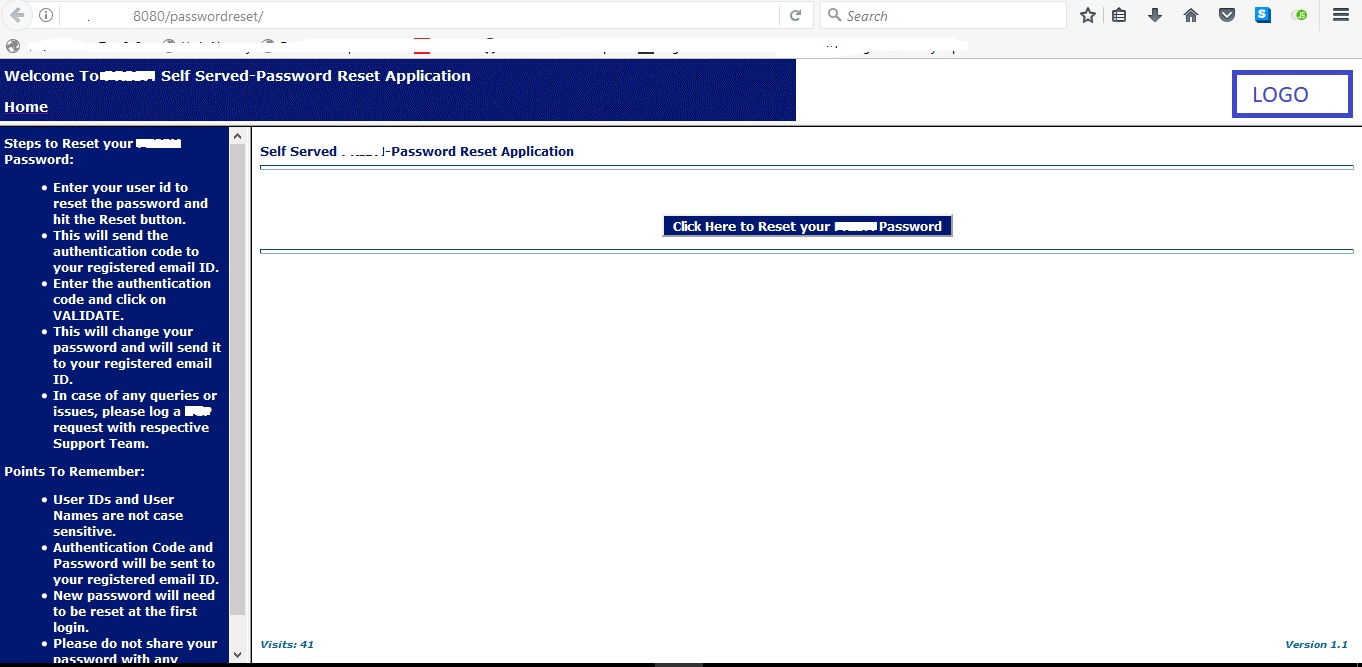 8080/passwordreset/
Search
Welcome To Self Served-Password Reset Application
LOGO
Home
Steps to Reset your
Password:
Enter your user id to
reset the password and
hit the Reset button.
This will send the
authentication code to
your registered email ID.
Enter the authentication
code and click on
VALIDATE.
This will change your
password and will send it
to your registered email
ID.
In case of any queries or
issues, please log a
request with respective
Support Team.
Points To Remember:
User IDs and User
Names are not case
sensitive.
Authentication Code and
Password will be sent to
your registered email ID.
New password will need
to be reset at the first
login.
Please do not share your
password with any
Self Served -Password Reset Application
Click Here to Reset your Password
Visits: 41
Version 1.1